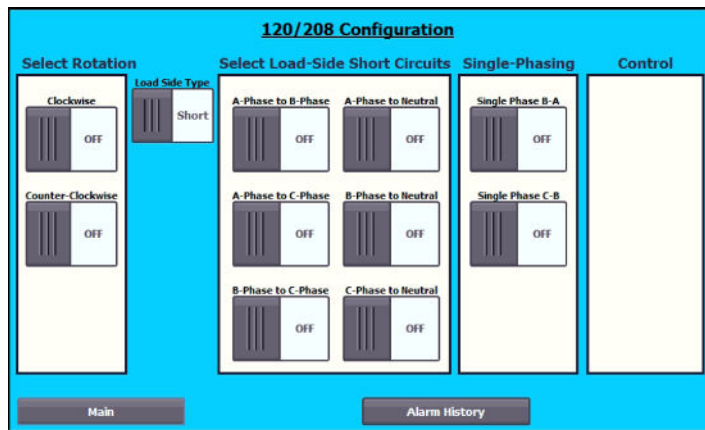 120/208 Configuration
Select Rotation
Select Load-Side Short Circuits
Single-Phasing
Control
Load Side Type
Short
Clockwise
OFF
Counter-Clockwise
OFF
A-Phase to B-Phase
OFF
A-Phase to Neutral
OFF
A-Phase to C-Phase
OFF
B-Phase to Neutral
OFF
B-Phase to C-Phase
OFF
C-Phase to Neutral
OFF
Single Phase B-A
OFF
Single Phase C-B
OFF
Main
Alarm History